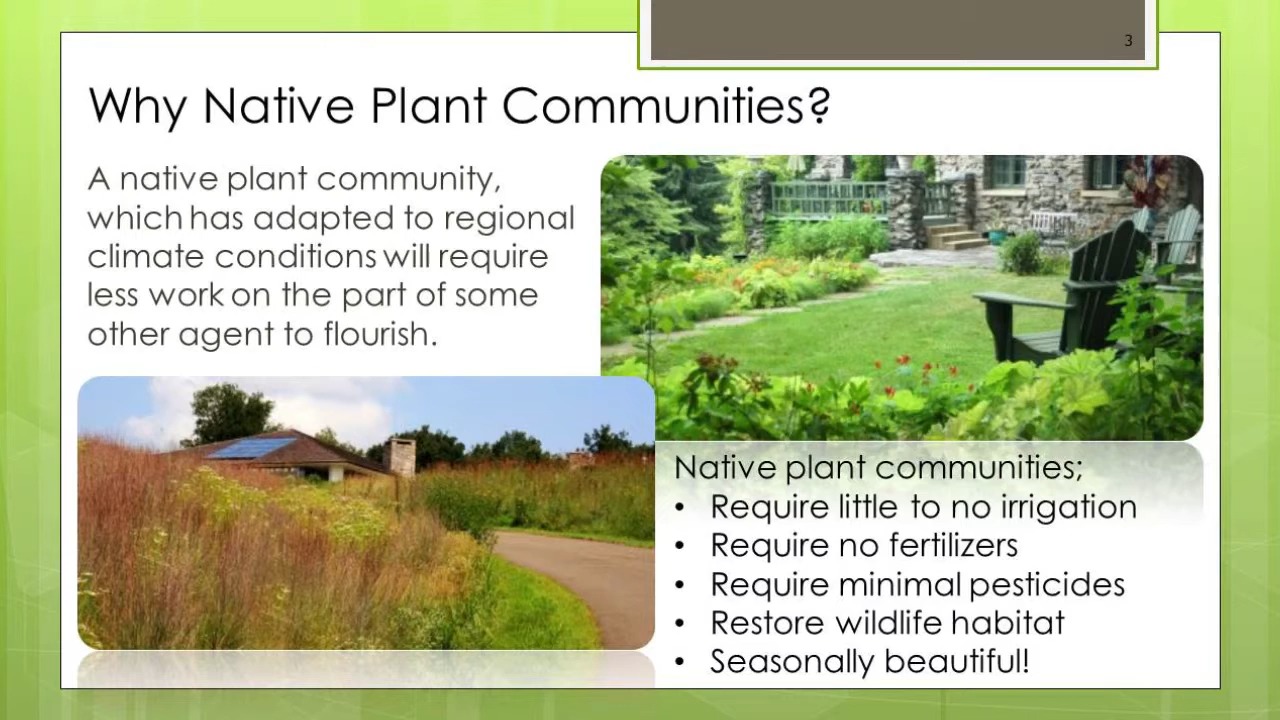 3
Why Native Plant Communities?
A native plant community,
which has adapted to regional
climate conditions will require
less work on the part of some
other agent to flourish.
Native plant communities;
• Require little to no irrigation
• Require no fertilizers
• Require minimal pesticides
• Restore wildlife habitat
• Seasonally beautiful!